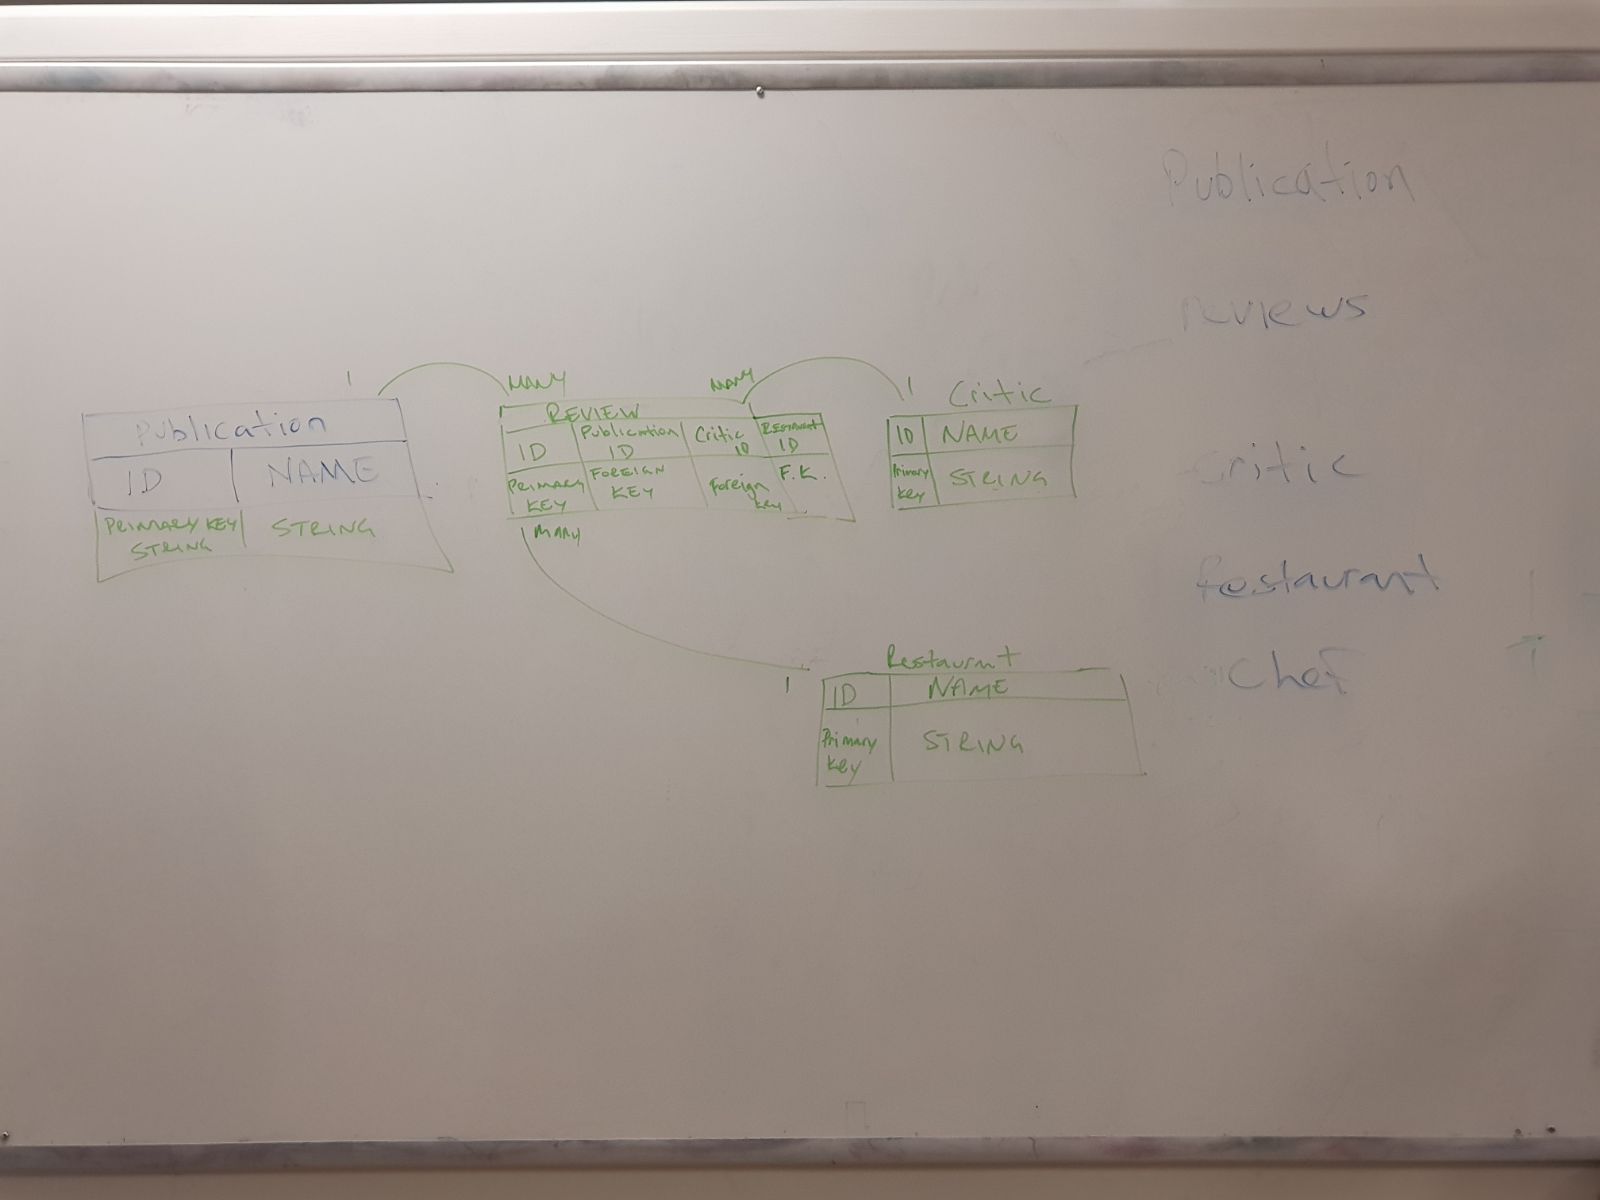 1
Publication
ID NAME
PRIMARY KEY STRING
STRING
MANY MANY
REVIEW
ID Publication ID Critic ID RESTAURANT ID
PRIMARY KEY FOREIGN KEY Foreign key F.K.
MANY
1
Critic
ID NAME
Primary key STRING
1
Restaurant
ID NAME
Primary key STRING
Publication
reviews
critic
Restaurant
chef